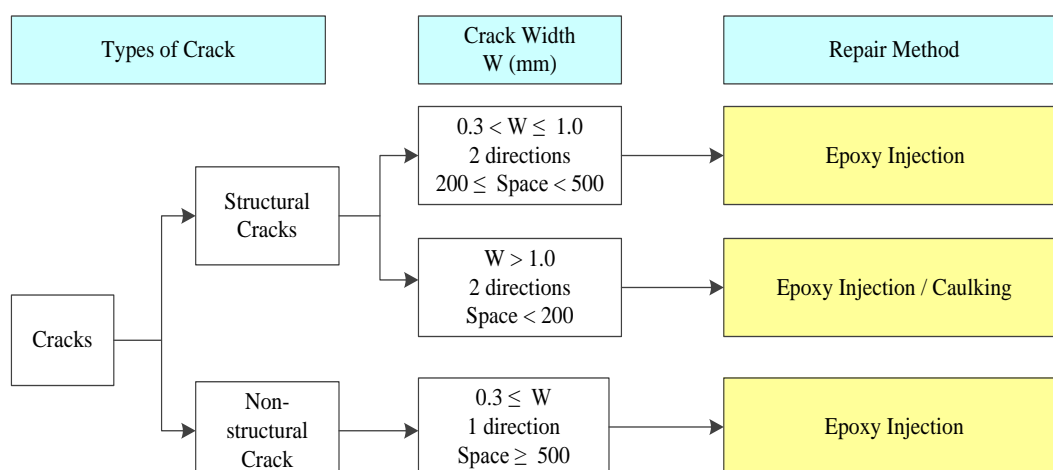 Types of Crack
Crack Width
W (mm)
Repair Method
0.3 < W ≤ 1.0
2 directions
200 ≤ Space < 500
Epoxy Injection
Structural
Cracks
W > 1.0
2 directions
Space < 200
Epoxy Injection / Caulking
Cracks
Non-
structural
Crack
0.3 ≤ W
1 direction
Space ≥ 500
Epoxy Injection